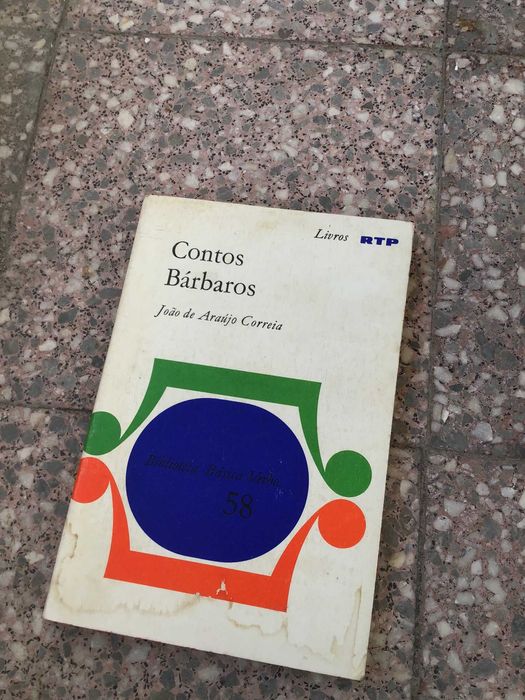 Livros RTP
Contos
Bárbaros
João de Araújo Correia
Biblioteca Básica Verbo
58